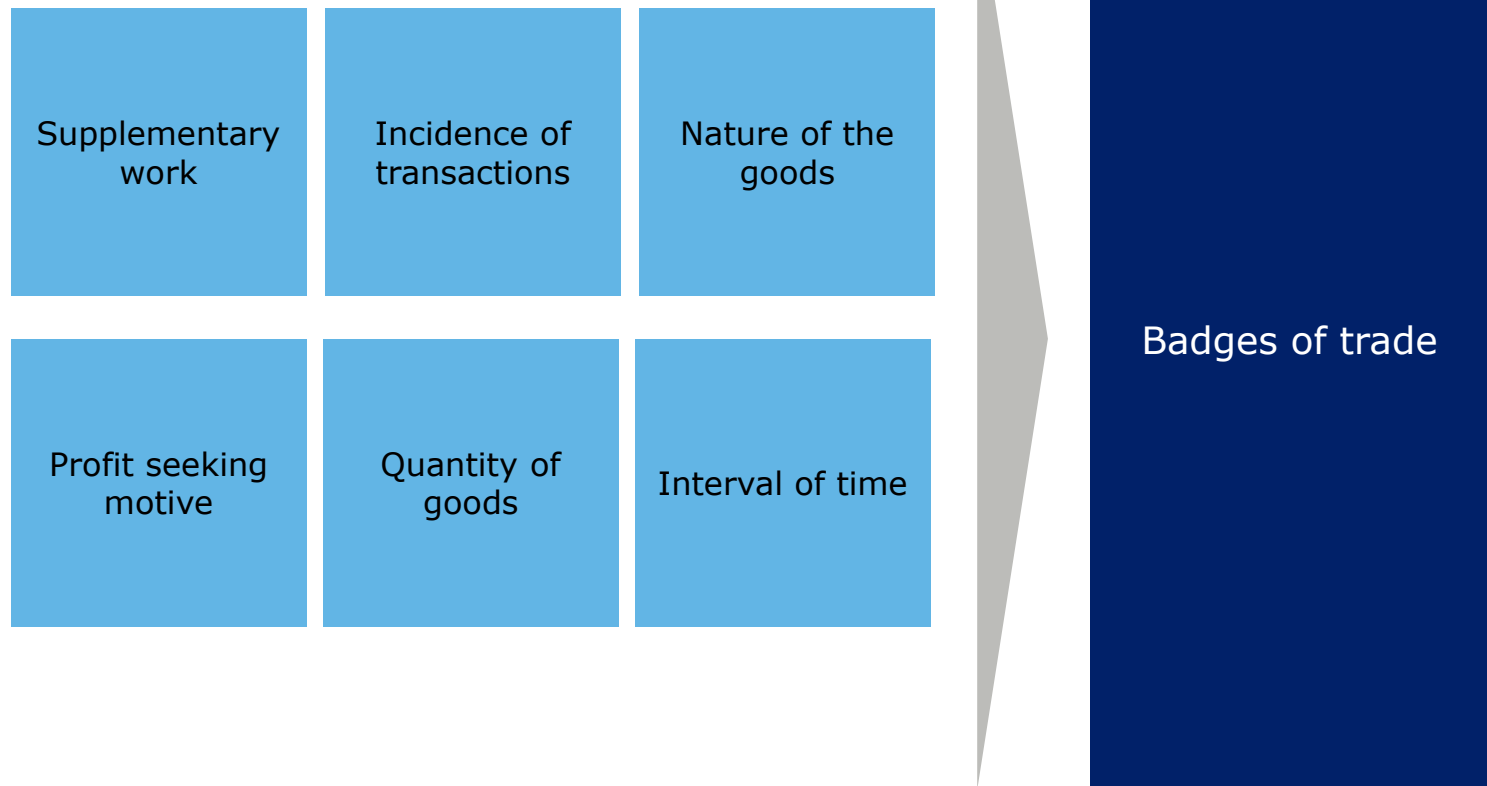 Supplementary
work
Incidence of
transactions
Nature of the
goods
Profit seeking
motive
Quantity of
goods
Interval of time
Badges of trade